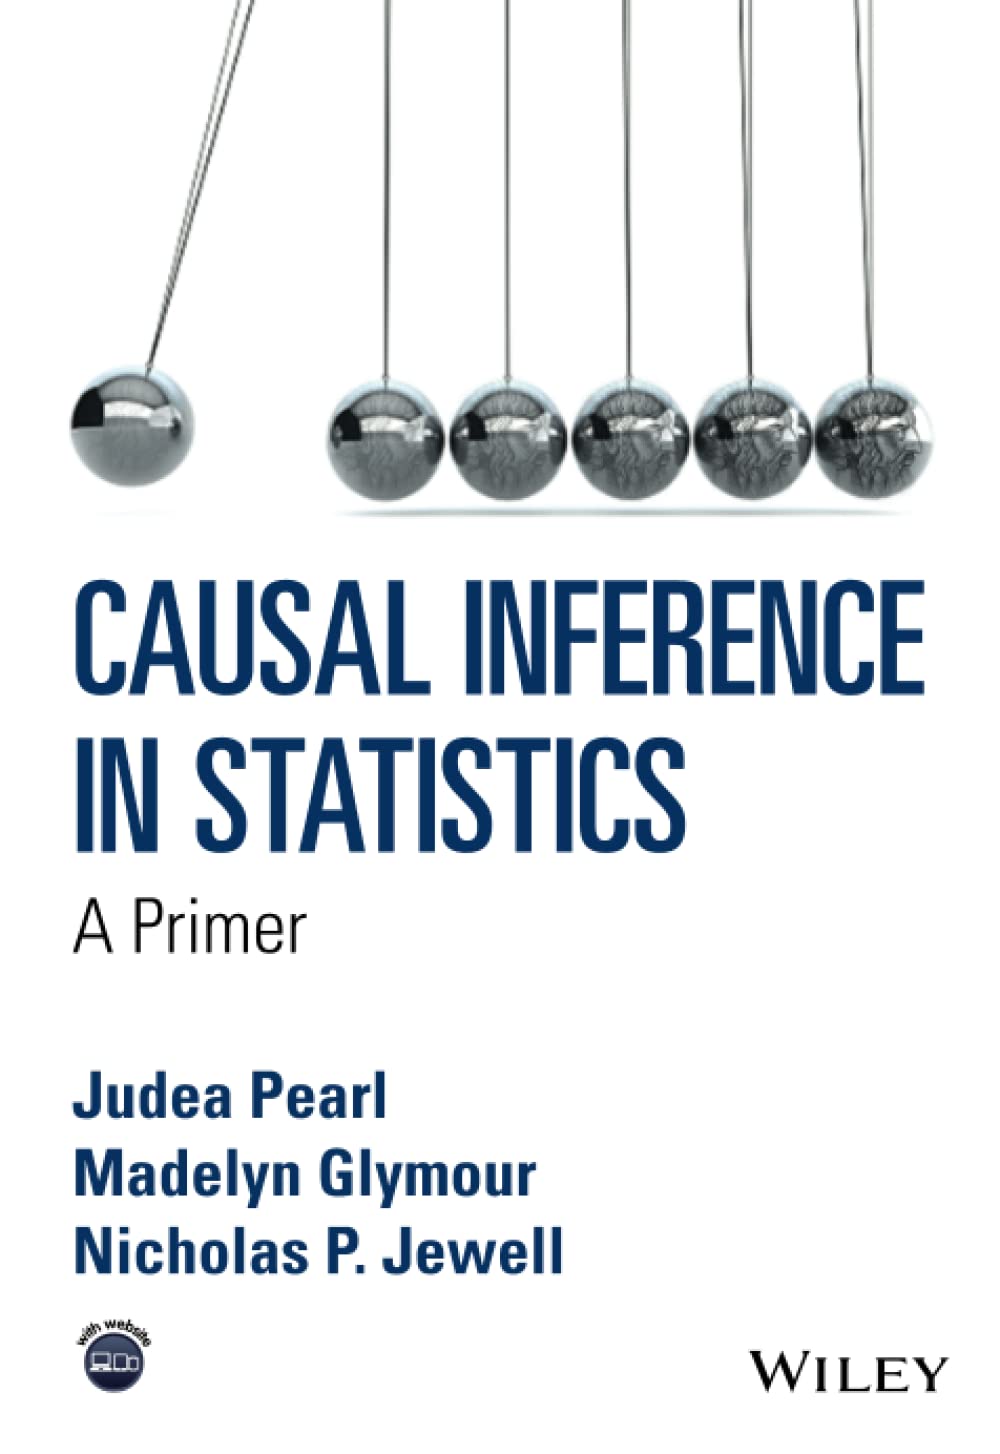 CAUSAL INFERENCE
IN STATISTICS
A Primer
Judea Pearl
Madelyn Glymour
Nicholas P. Jewell
with website
WILEY